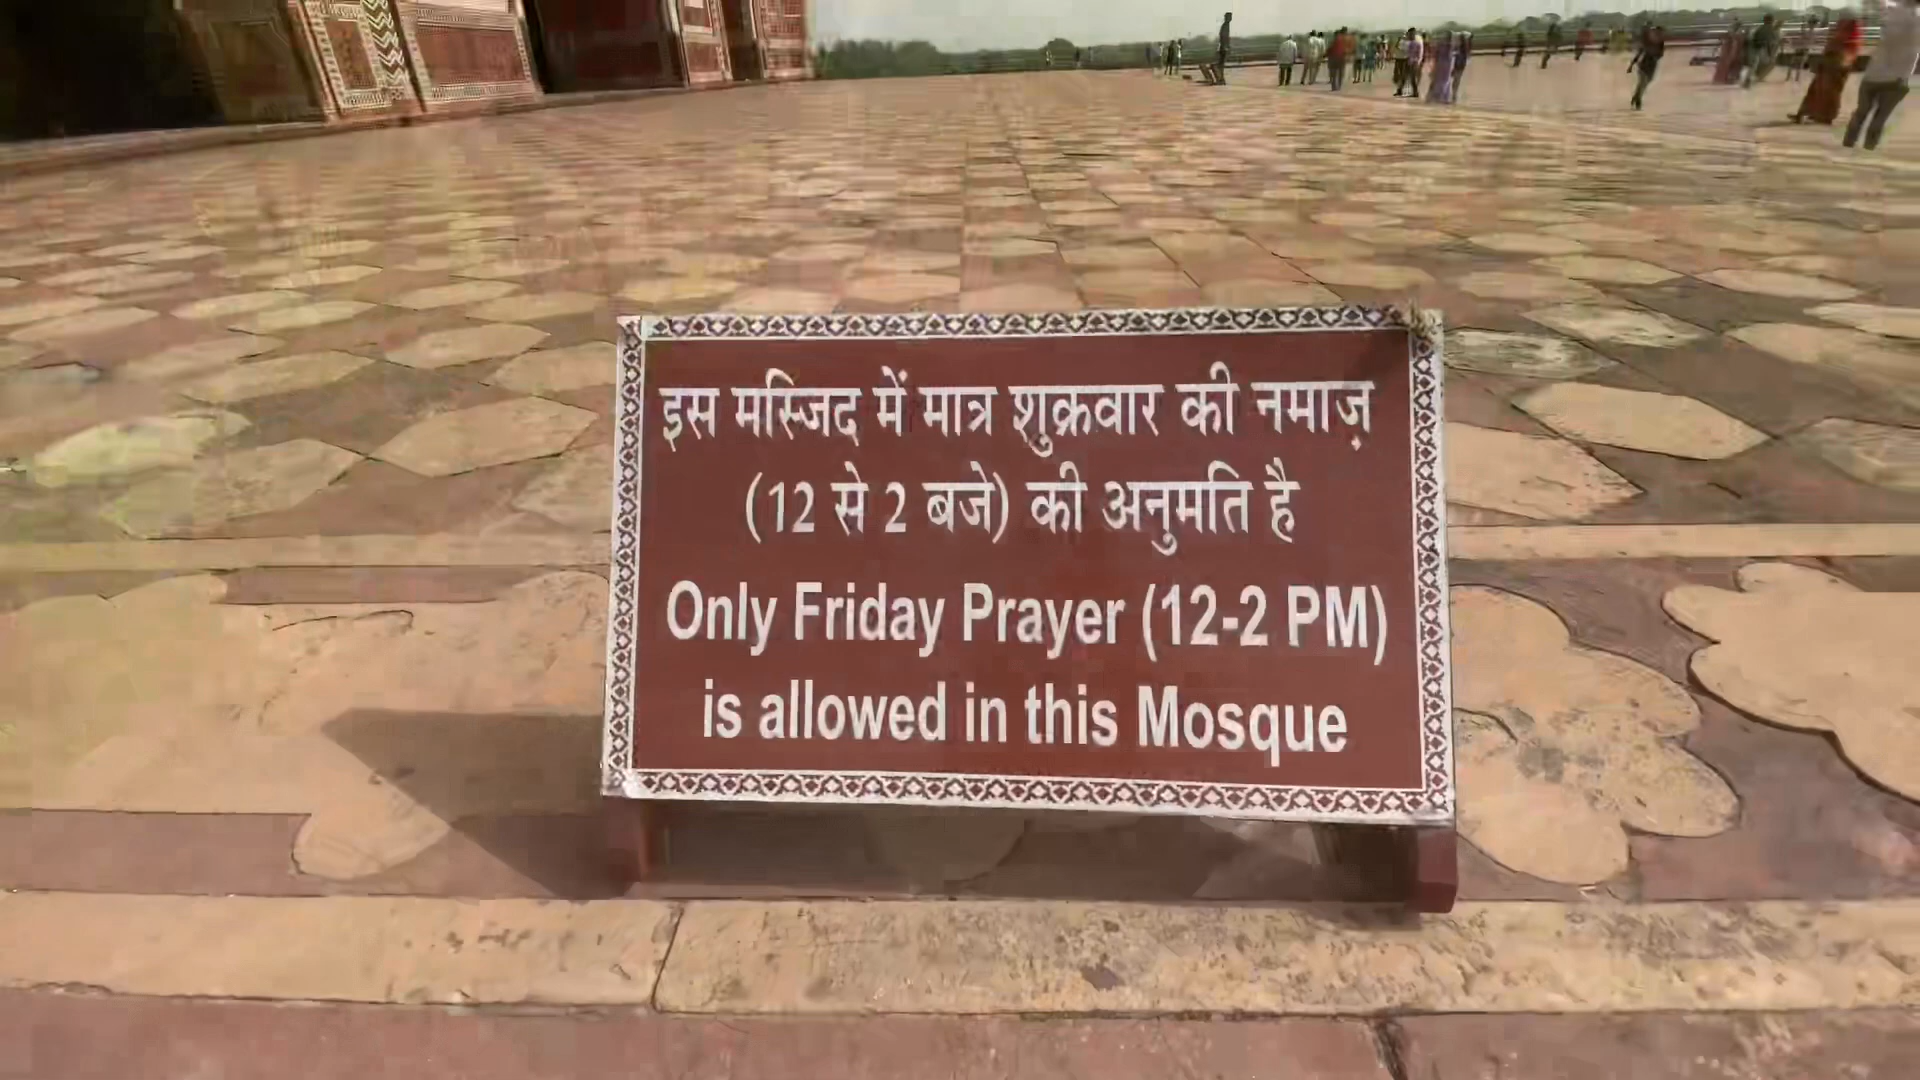 इस मस्जिद में मात्र शुक्रवार की नमाज़
(12 से 2 बजे) की अनुमति है
Only Friday Prayer (12-2 PM)
is allowed in this Mosque